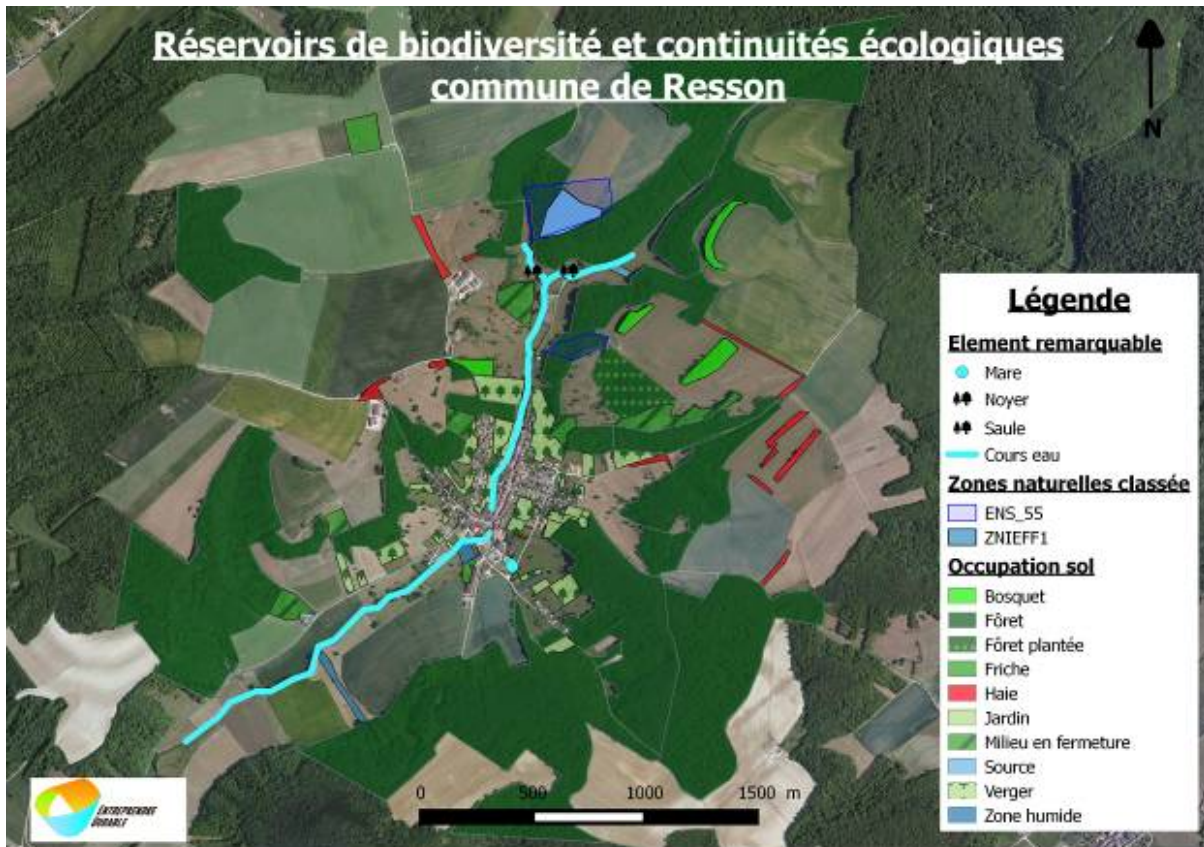 Réservoirs de biodiversité et continuités écologiques
commune de Resson
N
Légende
Element remarquable
Mare
Noyer
Saule
Cours eau
Zones naturelles classée
ENS_55
ZNIEFF1
Occupation sol
Bosquet
Fôret
Fôret plantée
Friche
Haie
Jardin
Milieu en fermeture
Source
Verger
Zone humide
0 500 1000 1500 m
ENTREPRENDRE
DURABLE